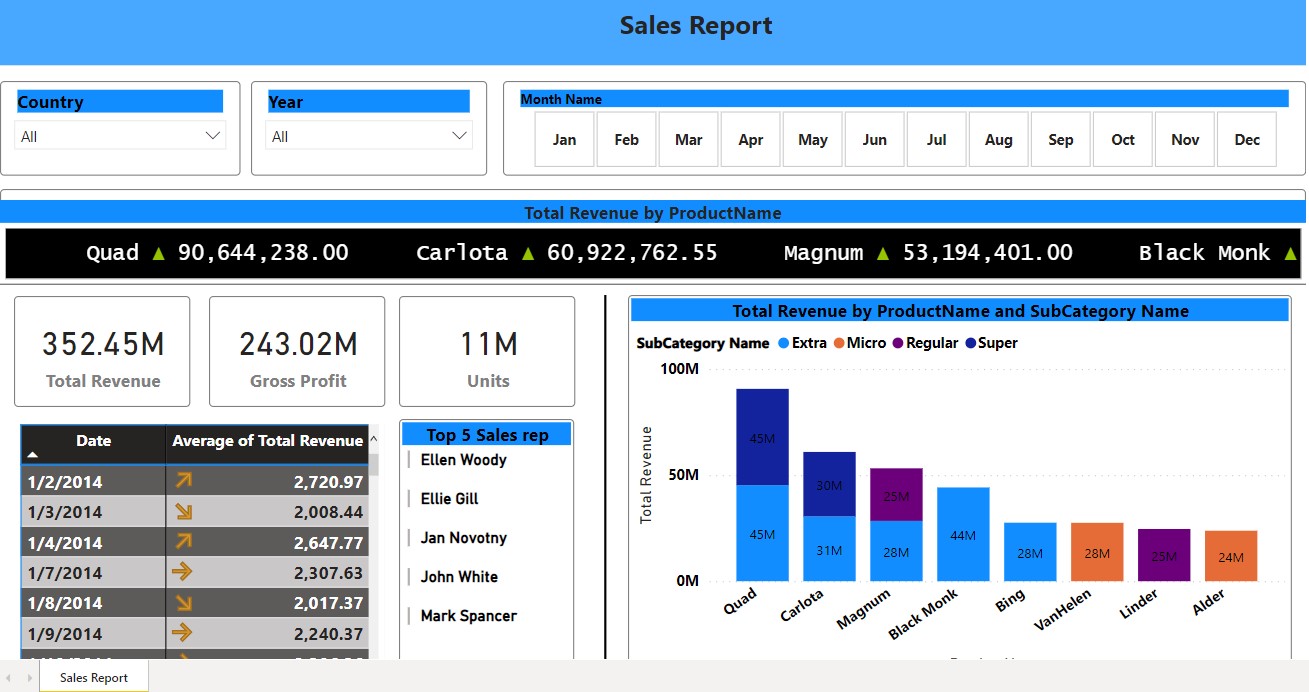 Sales Report
Country
All
Year
All
Month Name
Jan Feb Mar Apr May Jun Jul Aug Sep Oct Nov Dec
Total Revenue by ProductName
Quad ▲ 90,644,238.00 Carlota ▲ 60,922,762.55 Magnum ▲ 53,194,401.00 Black Monk ▲
352.45M
Total Revenue
243.02M
Gross Profit
11M
Units
Date Average of Total Revenue
1/2/2014 2,720.97
1/3/2014 2,008.44
1/4/2014 2,647.77
1/7/2014 2,307.63
1/8/2014 2,017.37
1/9/2014 2,240.37
Top 5 Sales rep
Ellen Woody
Ellie Gill
Jan Novotny
John White
Mark Spancer
Total Revenue by ProductName and SubCategory Name
SubCategory Name Extra Micro Regular Super
Total Revenue
100M
50M
0M
45M
45M
30M
31M
25M
28M
44M
28M
28M
25M
24M
Quad
Carlota
Magnum
Black Monk
Bing
VanHelen
Linder
Alder
Sales Report